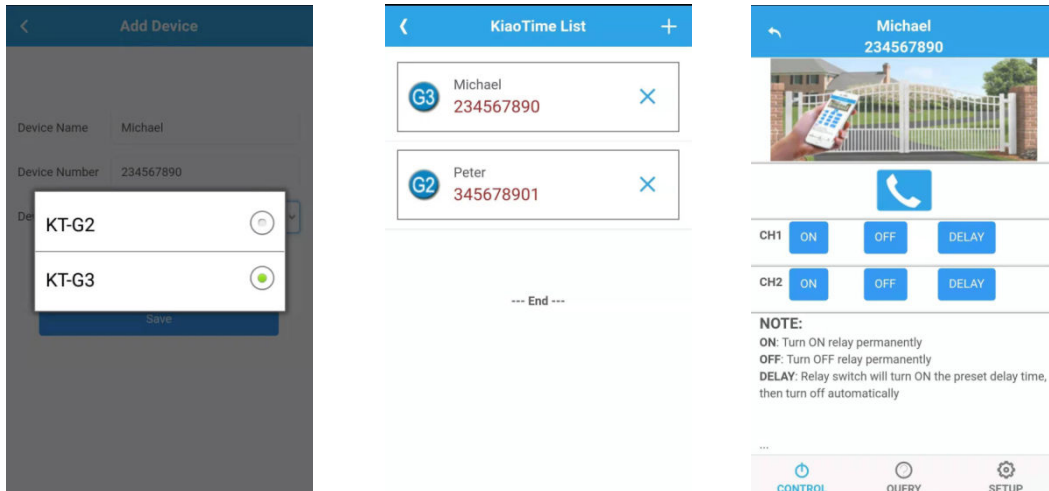 Add Device
Device Name Michael
Device Number 234567890
De
KT-G2
KT-G3
Save
KiaoTime List
G3 Michael
234567890
G2 Peter
345678901
--- End ---
Michael
234567890
CH1 ON OFF DELAY
CH2 ON OFF DELAY
NOTE:
ON: Turn ON relay permanently
OFF: Turn OFF relay permanently
DELAY: Relay switch will turn ON the preset delay time,
then turn off automatically
...
CONTROL QUERY SETUP